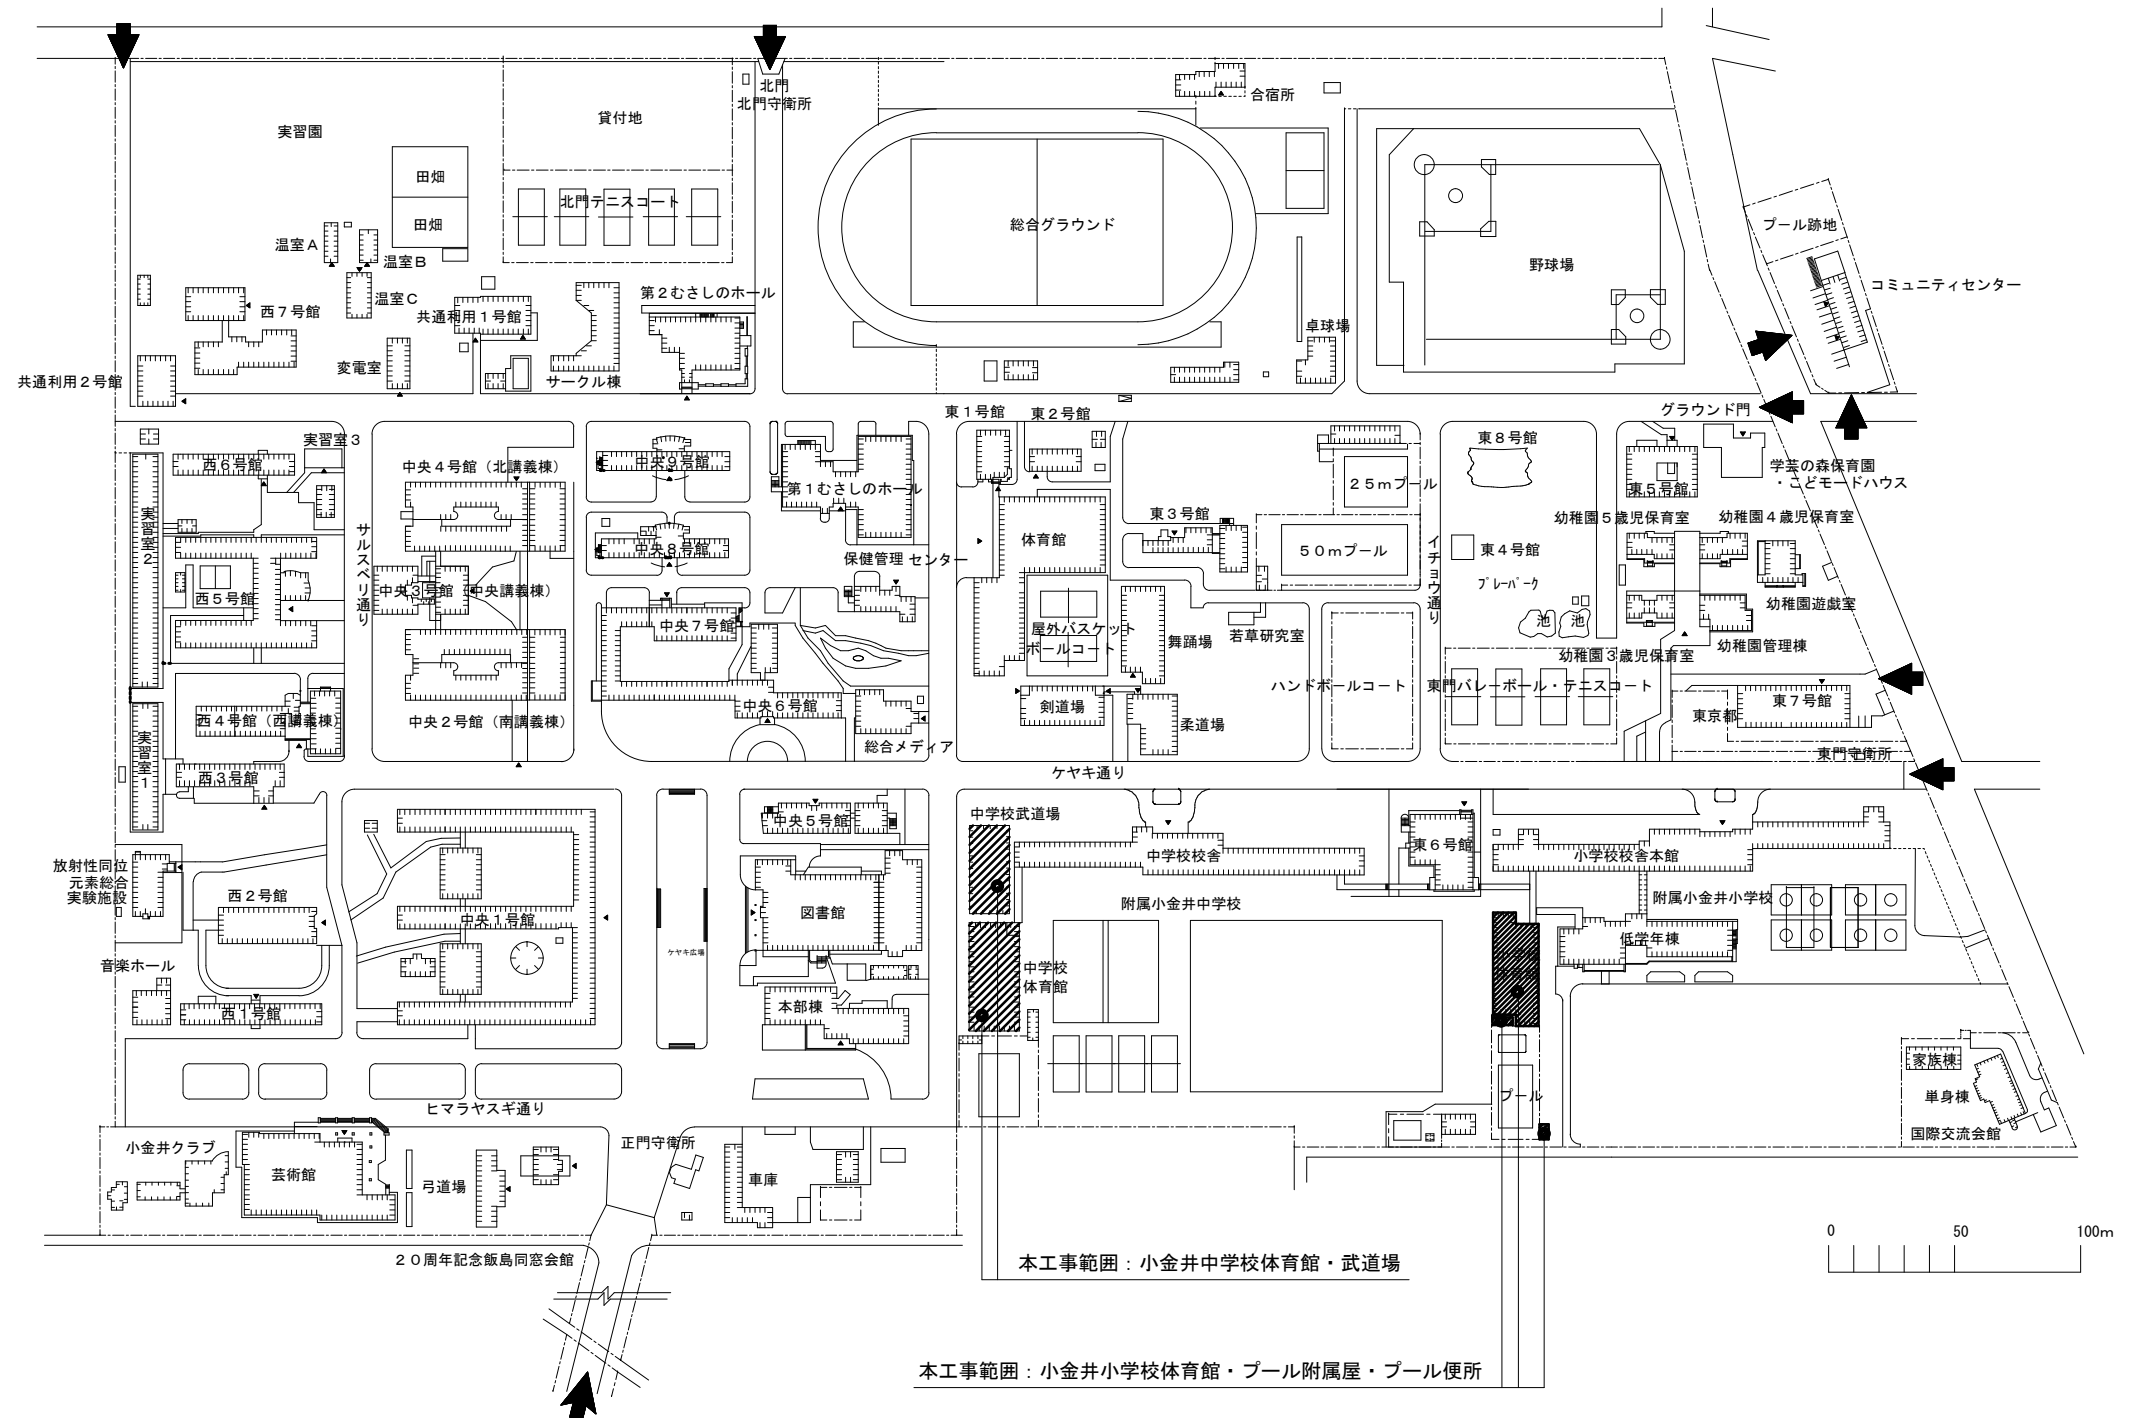 北門
北門守衛所
合宿所
貸付地
実習園
田畑
北門テニスコート
田畑
総合グラウンド
プール跡地
温室A
温室B
野球場
コミュニティセンター
第2むさしのホール
温室C
西7号館
共通利用1号館
卓球場
変電室
サークル棟
共通利用2号館
グラウンド門
東1号館
東2号館
実習室3
東8号館
西6号館
中央4号館(北講義棟)
中央9号館
学芸の森保育園
・こどモードハウス
25mプール
第1むさしのホール
東5号館
東3号館
幼稚園5歳児保育室
幼稚園4歳児保育室
実習室2
サルスベリ通り
体育館
中央8号館
50mプール
イチョウ通り
東4号館
保健管理センター
プレーパーク
西5号館
中央3号館(中央講義棟)
幼稚園遊戯室
池
池
中央7号館
屋外バスケット
ボールコート
舞踊場
若草研究室
幼稚園管理棟
幼稚園3歳児保育室
ハンドボールコート
東門バレーボール・テニスコート
東7号館
中央6号館
剣道場
東京都
西4号館(西講義棟)
中央2号館(南講義棟)
柔道場
総合メディア
東門守衛所
実習室1
西3号館
ケヤキ通り
中学校武道場
中央5号館
東6号館
中学校校舎
小学校校舎本館
放射性同位
元素総合
実験施設
西2号館
附属小金井中学校
附属小金井小学校
図書館
中央1号館
低学年棟
ケヤキ広場
音楽ホール
中学校
体育館
本部棟
西1号館
家族棟
プール
単身棟
ヒマラヤスギ通り
国際交流会館
小金井クラブ
正門守衛所
芸術館
弓道場
車庫
20周年記念飯島同窓会館
0 50 100m
本工事範囲:小金井中学校体育館・武道場
本工事範囲:小金井小学校体育館・プール附属屋・プール便所